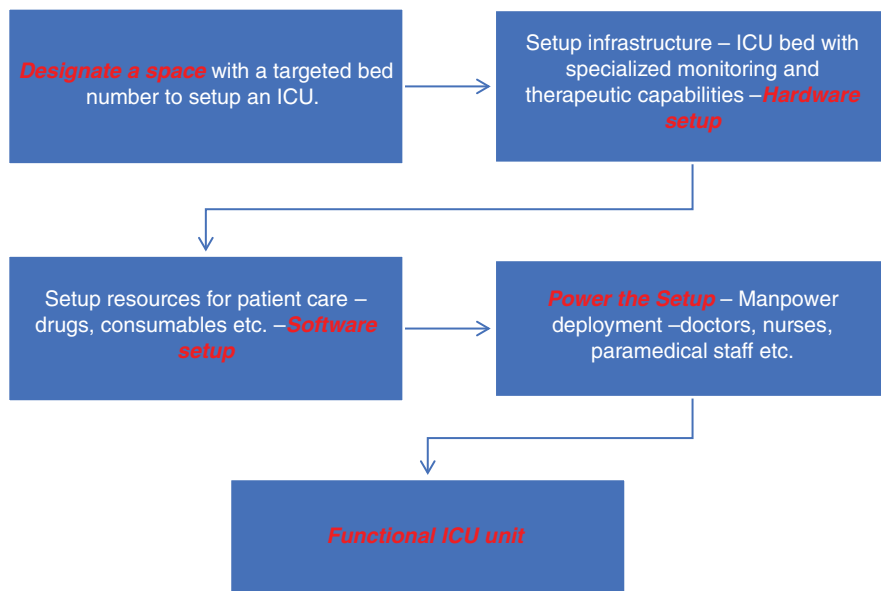 Designate a space with a targeted bed
number to setup an ICU.
Setup infrastructure – ICU bed with
specialized monitoring and
therapeutic capabilities –Hardware
setup
Setup resources for patient care –
drugs, consumables etc. –Software
setup
Power the Setup – Manpower
deployment –doctors, nurses,
paramedical staff etc.
Functional ICU unit